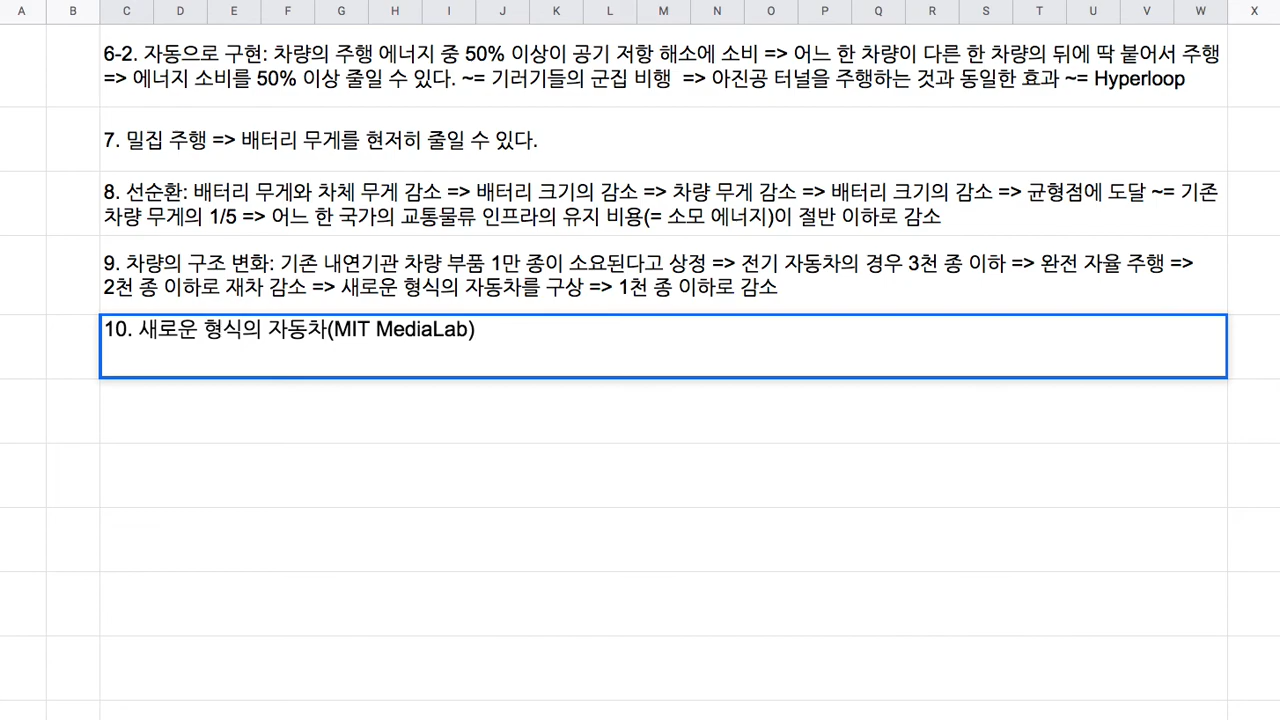 A B C D E F G H I J K L M N O P Q R S T U V W X
6-2. 자동으로 구현: 차량의 주행 에너지 중 50% 이상이 공기 저항 해소에 소비 => 어느 한 차량이 다른 한 차량의 뒤에 딱 붙어서 주행
=> 에너지 소비를 50% 이상 줄일 수 있다. ~= 기러기들의 군집 비행 => 아진공 터널을 주행하는 것과 동일한 효과 ~= Hyperloop
7. 밀집 주행 => 배터리 무게를 현저히 줄일 수 있다.
8. 선순환: 배터리 무게와 차체 무게 감소 => 배터리 크기의 감소 => 차량 무게 감소 => 배터리 크기의 감소 => 균형점에 도달 ~= 기존
차량 무게의 1/5 => 어느 한 국가의 교통물류 인프라의 유지 비용(= 소모 에너지)이 절반 이하로 감소
9. 차량의 구조 변화: 기존 내연기관 차량 부품 1만 종이 소요된다고 상정 => 전기 자동차의 경우 3천 종 이하 => 완전 자율 주행 =>
2천 종 이하로 재차 감소 => 새로운 형식의 자동차를 구상 => 1천 종 이하로 감소
10. 새로운 형식의 자동차(MIT MediaLab)